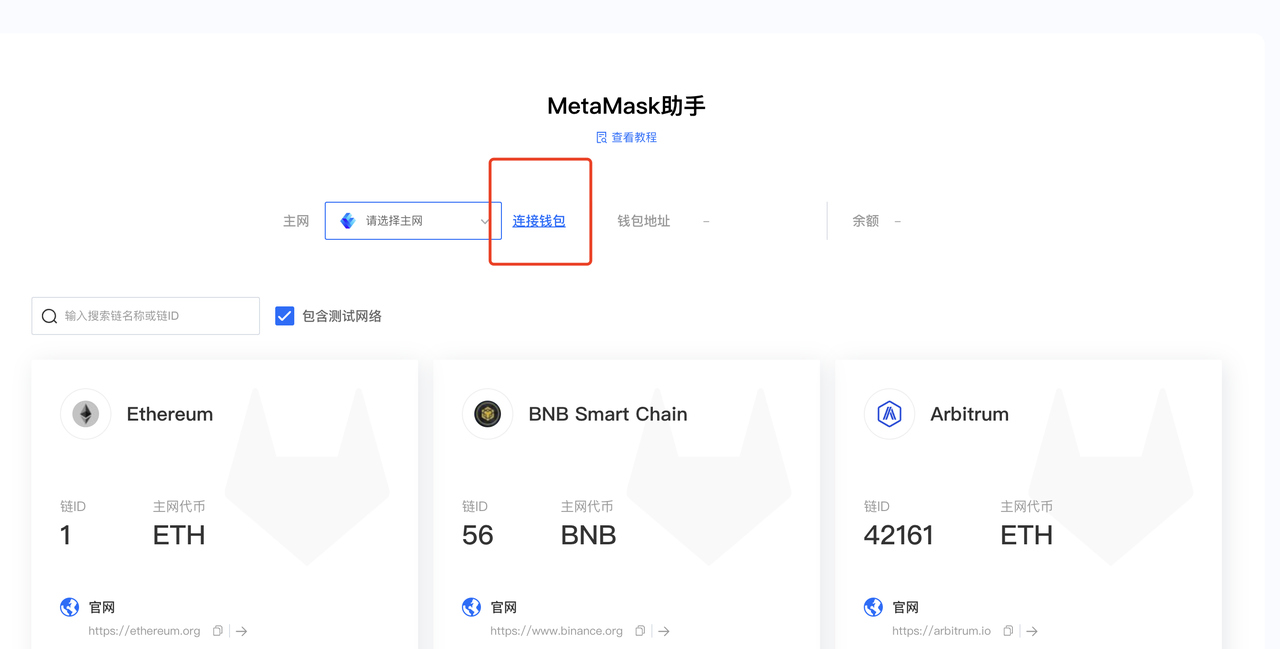 MetaMask助手
查看教程
主网 请选择主网 连接钱包 钱包地址 – 余额 –
输入搜索链名称或链ID 包含测试网络
Ethereum BNB Smart Chain Arbitrum
链ID 主网代币 链ID 主网代币 链ID 主网代币
1 ETH 56 BNB 42161 ETH
官网 官网 官网
https://ethereum.org https://www.binance.org https://arbitrum.io